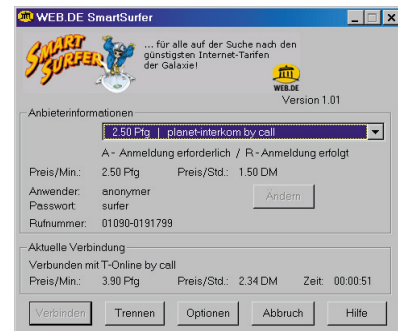 WEB.DE SmartSurfer
SMART
SURFER
... für alle auf der Suche nach den
günstigsten Internet-Tarifen
der Galaxie!
WEB.DE
Version 1.01
Anbieterinformationen
2.50 Pfg | planet-interkom by call
A - Anmeldung erforderlich / R - Anmeldung erfolgt
Preis/Min.: 2.50 Pfg Preis/Std.: 1.50 DM
Anwender: anonymer
Passwort: surfer
Ändern
Rufnummer: 01090-0191799
Aktuelle Verbindung
Verbunden mit T-Online by call
Preis/Min.: 3.90 Pfg Preis/Std.: 2.34 DM Zeit: 00:00:51
Verbinden Trennen Optionen Abbruch Hilfe